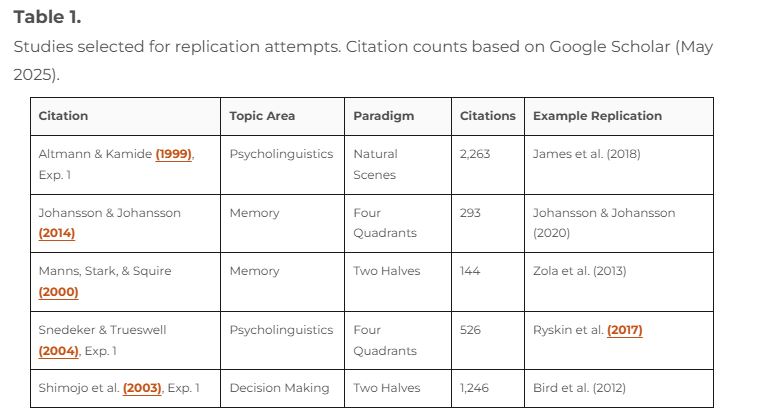 Table 1.
Studies selected for replication attempts. Citation counts based on Google Scholar (May
2025).
Citation Topic Area Paradigm Citations Example Replication
Altmann & Kamide (1999), Psycholinguistics Natural 2,263 James et al. (2018)
Exp. 1 Scenes
Johansson & Johansson Memory Four 293 Johansson & Johansson
(2014) Quadrants (2020)
Manns, Stark, & Squire Memory Two Halves 144 Zola et al. (2013)
(2000)
Snedeker & Trueswell Psycholinguistics Four 526 Ryskin et al. (2017)
(2004), Exp. 1 Quadrants
Shimojo et al. (2003), Exp. 1 Decision Making Two Halves 1,246 Bird et al. (2012)